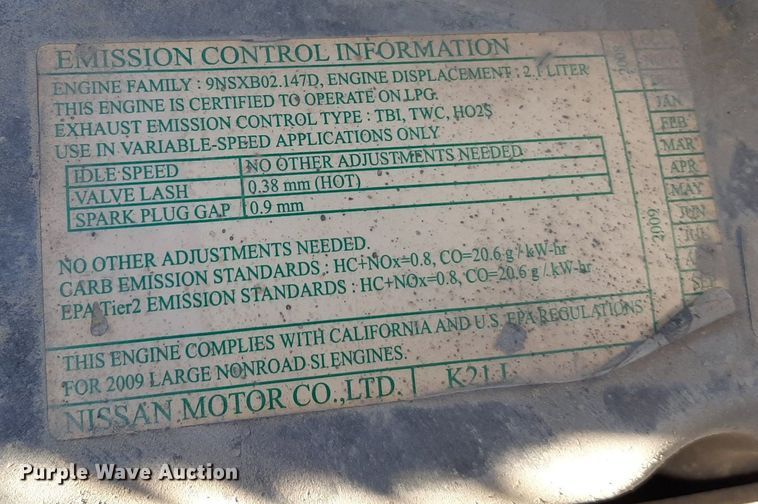 EMISSION CONTROL INFORMATION
ENGINE FAMILY : 9NSXB02.147D, ENGINE DISPLACEMENT : 2.1 LITER
THIS ENGINE IS CERTIFIED TO OPERATE ON LPG.
EXHAUST EMISSION CONTROL TYPE : TBI, TWC, HO2S
USE IN VARIABLE-SPEED APPLICATIONS ONLY
IDLE SPEED NO OTHER ADJUSTMENTS NEEDED.
VALVE LASH 0.38 mm (HOT)
SPARK PLUG GAP 0.9 mm
NO OTHER ADJUSTMENTS NEEDED.
CARB EMISSION STANDARDS : HC+NOx=0.8, CO=20.6 g / kW-hr
EPA Tier2 EMISSION STANDARDS : HC+NOx=0.8, CO=20.6 g / kW-hr
THIS ENGINE COMPLIES WITH CALIFORNIA AND U.S. EPA REGULATIONS
FOR 2009 LARGE NONROAD SI ENGINES.
NISSAN MOTOR CO.,LTD.
2008
2009
JAN
FEB
MAR
APR
MAY
JUN
Purple Wave Auction